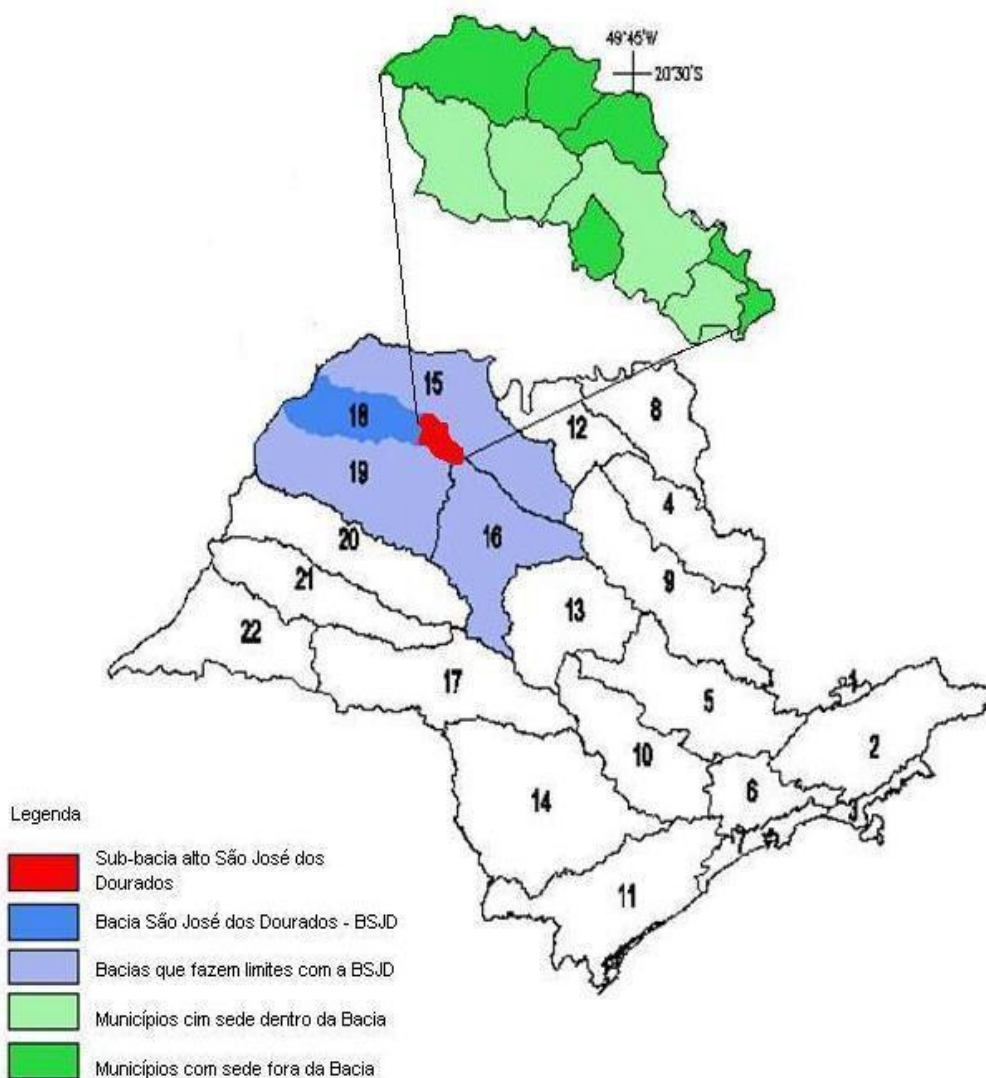 49°45'W
20°30'S
15
8
18
12
19
4
16
20
9
21
13
22
17
5
1
2
10
6
14
3
7
11
Legenda
Sub-bacia alto São José dos
Dourados
Bacia São José dos Dourados - BSJD
Bacias que fazem limites com a BSJD
Municípios cim sede dentro da Bacia
Municípios com sede fora da Bacia